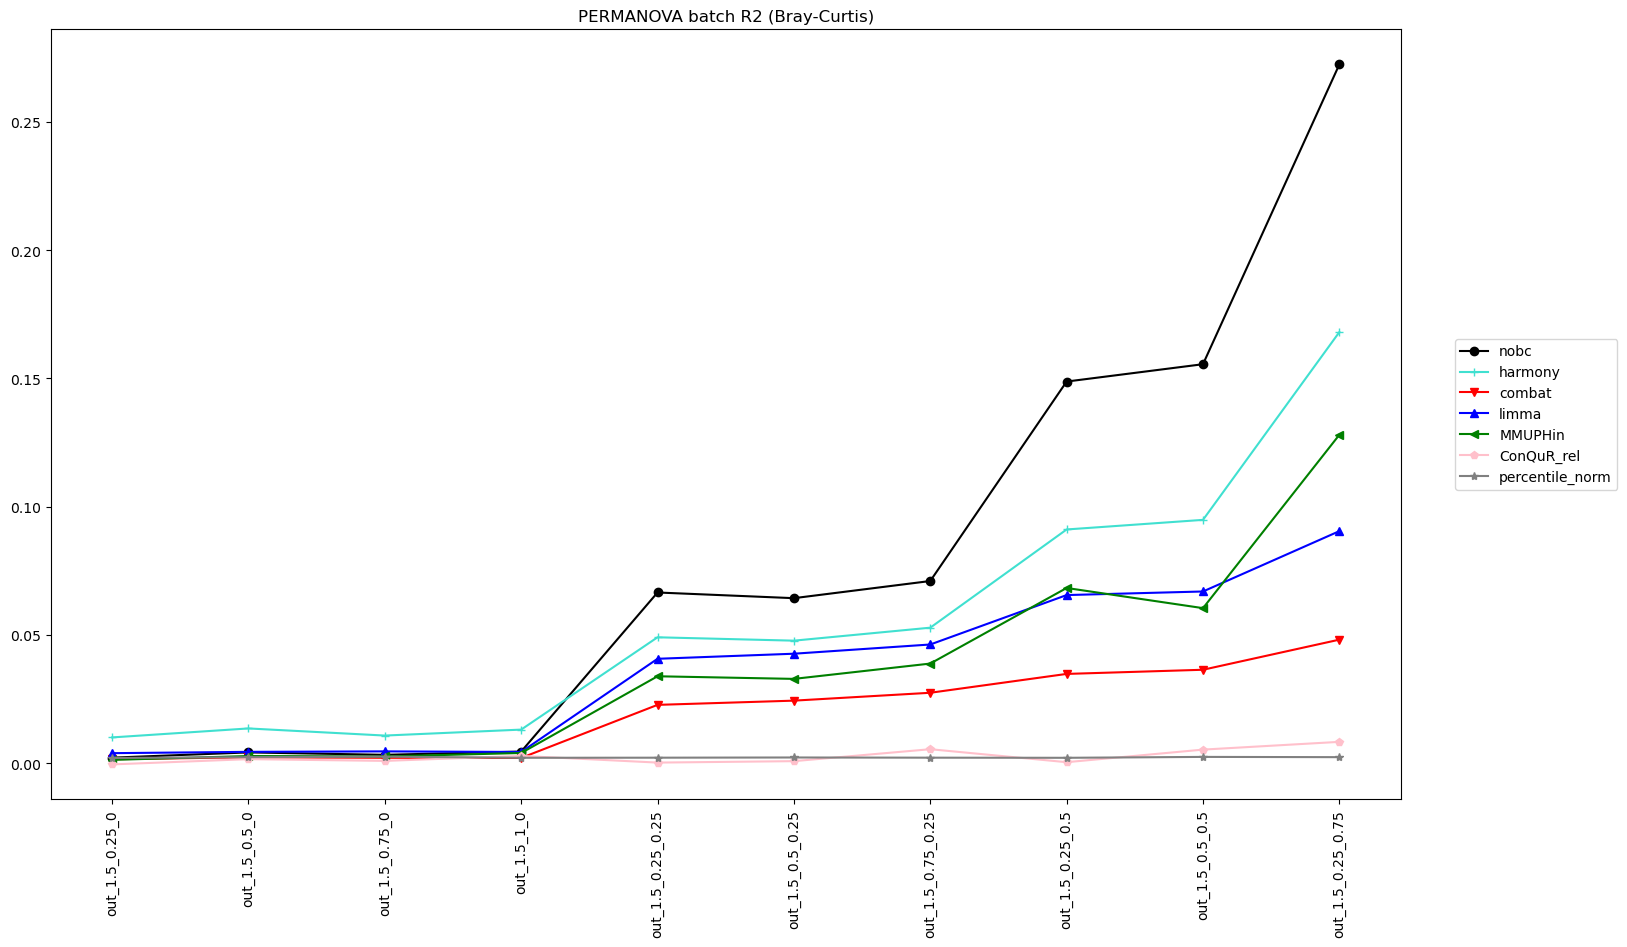 PERMANOVA batch R2 (Bray-Curtis)
0.25
0.20
0.15
0.10
0.05
0.00
out_1.5_0.25_0
out_1.5_0.5_0
out_1.5_0.75_0
out_1.5_1_0
out_1.5_0.25_0.25
out_1.5_0.5_0.25
out_1.5_0.75_0.25
out_1.5_0.25_0.5
out_1.5_0.5_0.5
out_1.5_0.25_0.75
nobc
harmony
combat
limma
MMUPHin
ConQuR_rel
percentile_norm